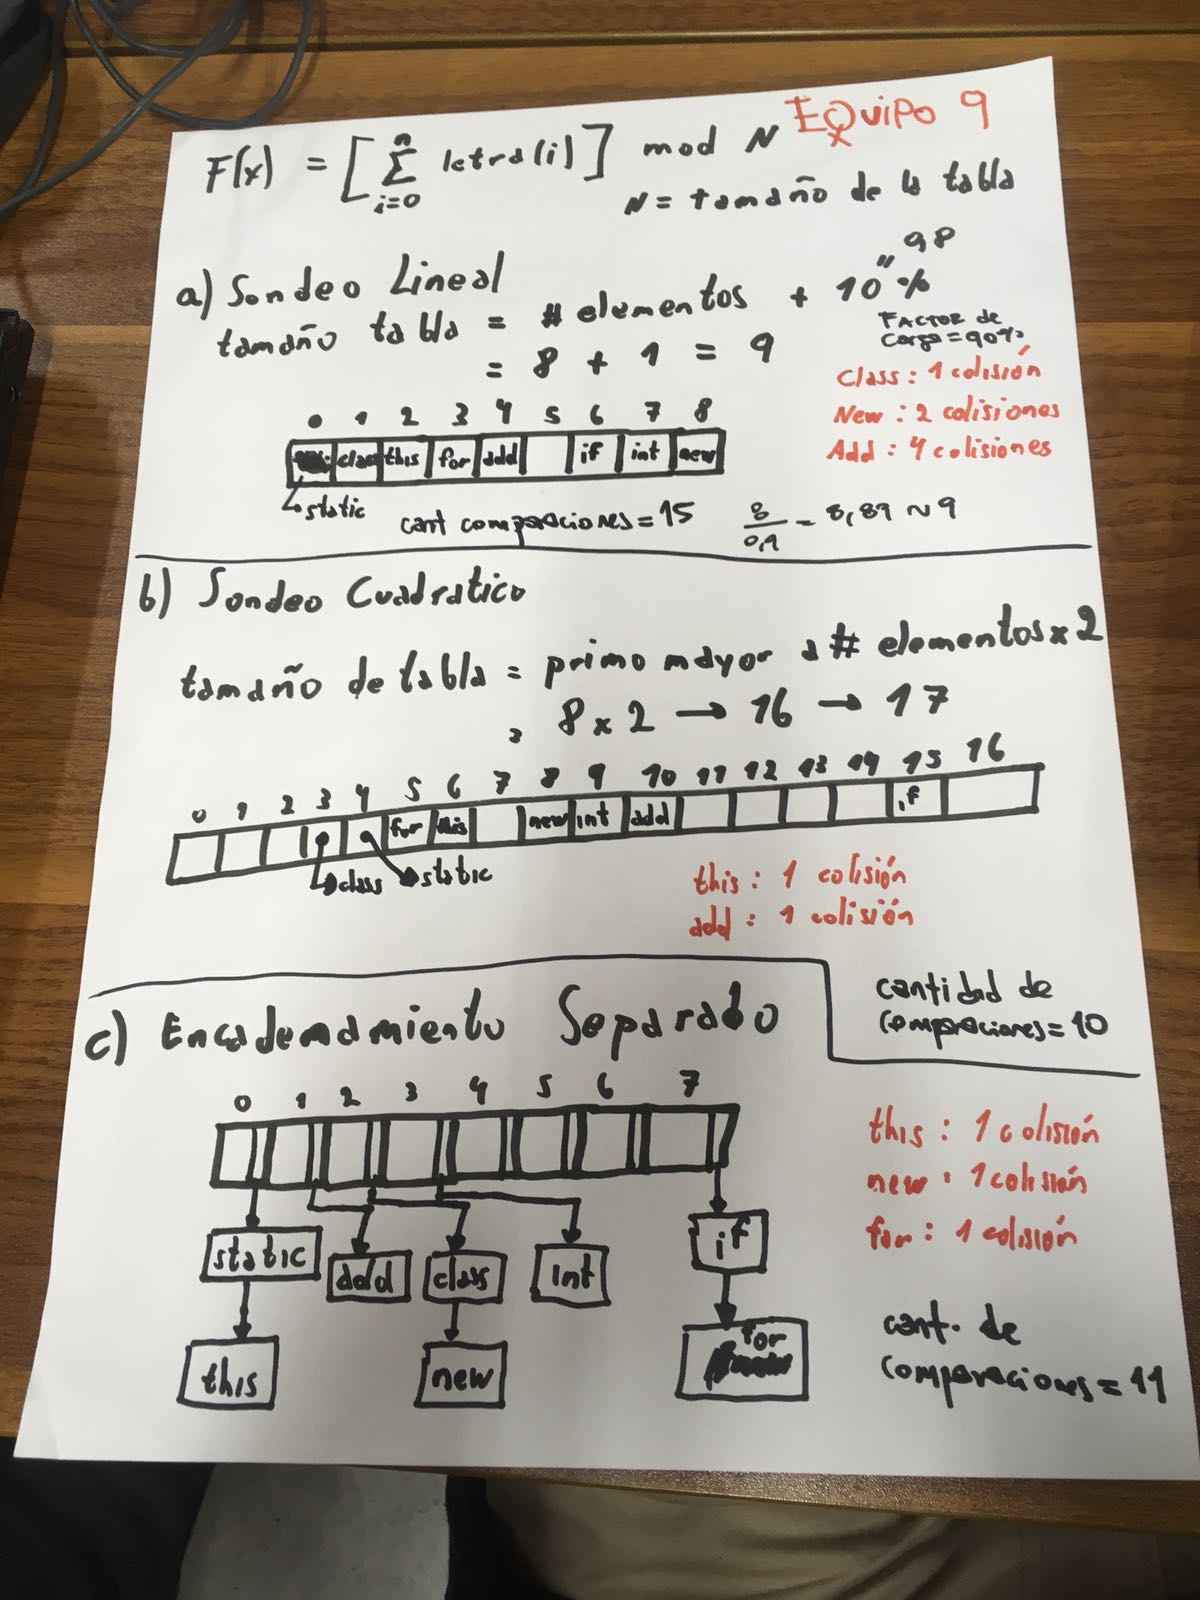 EQUIPO 9
F(x) = [ n Σ i=0 letra(i) ] mod N
N = tamaño de la tabla
a) Sondeo Lineal
98
tamaño tabla = # elementos + 10 " %
= 8 + 1 = 9
FACTOR de
carga = 90%
Class : 1 colisión
New : 2 colisiones
Add : 4 colisiones
0 1 2 3 4 5 6 7 8
class this for add if int new
static
cant comparaciones = 15
8/0,9 = 8,89 ~ 9
b) Sondeo Cuadratico
tamaño de tabla = primo mayor a # elementos x 2
= 8 x 2 → 16 → 17
0 1 2 3 4 5 6 7 8 9 10 11 12 13 14 15 16
for this new int add if
class static
this : 1 colisión
add : 1 colisión
cantidad de
comparaciones = 10
c) Encadenamiento Separado
0 1 2 3 4 5 6 7
static add class int if
this new for
this : 1 colisión
new : 1 colisión
for : 1 colisión
cant. de
comparaciones = 11